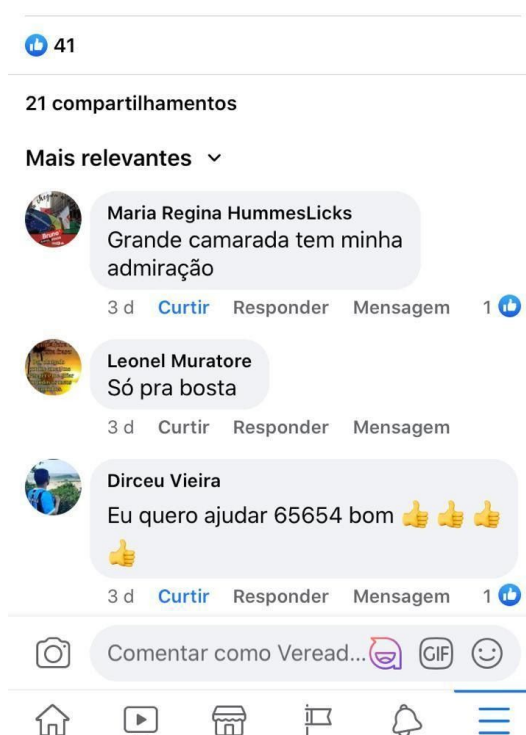 41
21 compartilhamentos
Mais relevantes
Maria Regina HummesLicks
Grande camarada tem minha
admiração
3 d Curtir Responder Mensagem 1
Leonel Muratore
Só pra bosta
3 d Curtir Responder Mensagem
Dirceu Vieira
Eu quero ajudar 65654 bom 👍 👍 👍
👍
3 d Curtir Responder Mensagem 1
Comentar como Veread... GIF